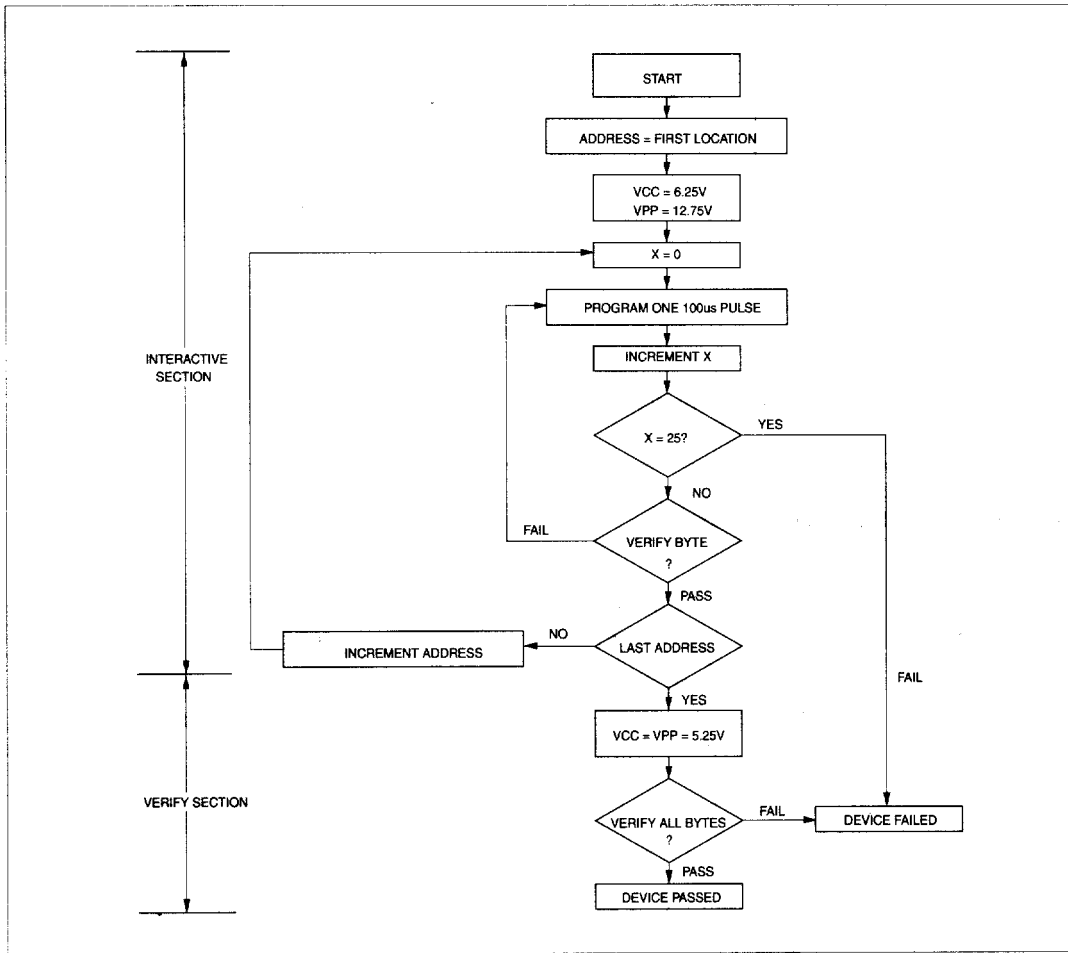 START
ADDRESS = FIRST LOCATION
VCC = 6.25V
VPP = 12.75V
X = 0
PROGRAM ONE 100us PULSE
INTERACTIVE
SECTION
INCREMENT X
X = 25?
YES
NO
FAIL
VERIFY BYTE
?
PASS
NO
INCREMENT ADDRESS
LAST ADDRESS
FAIL
YES
VCC = VPP = 5.25V
VERIFY SECTION
VERIFY ALL BYTES
?
FAIL
DEVICE FAILED
PASS
DEVICE PASSED